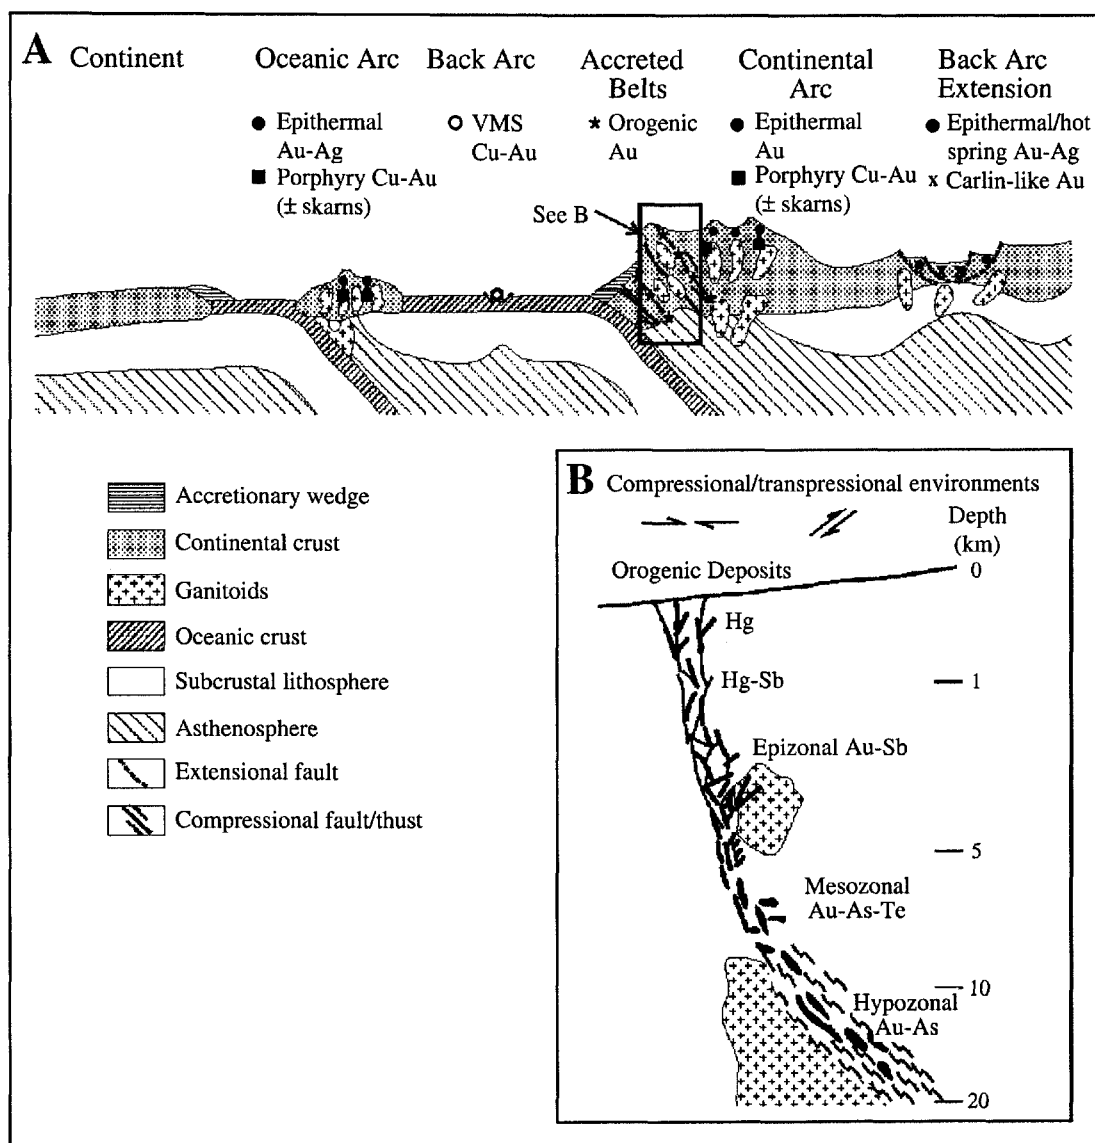 A Continent Oceanic Arc Back Arc Accreted Belts Continental Arc Back Arc Extension
● Epithermal Au-Ag
■ Porphyry Cu-Au (± skarns)
VMS Cu-Au
* Orogenic Au
● Epithermal Au
■ Porphyry Cu-Au (± skarns)
● Epithermal/hot spring Au-Ag
x Carlin-like Au
See B
Accretionary wedge
Continental crust
Ganitoids
Oceanic crust
Subcrustal lithosphere
Asthenosphere
Extensional fault
Compressional fault/thust
B Compressional/transpressional environments
Depth
(km)
Orogenic Deposits
0
Hg
Hg-Sb
1
Epizonal Au-Sb
5
Mesozonal
Au-As-Te
10
Hypozonal
Au-As
20